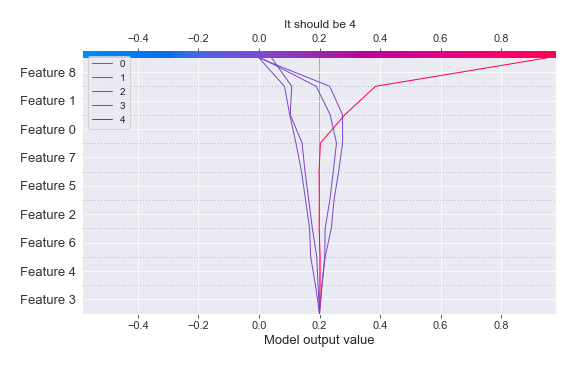 It should be 4
−0.4 −0.2 0.0 0.2 0.4 0.6 0.8
0
1
2
3
4
Feature 8
Feature 1
Feature 0
Feature 7
Feature 5
Feature 2
Feature 6
Feature 4
Feature 3
−0.4 −0.2 0.0 0.2 0.4 0.6 0.8
Model output value